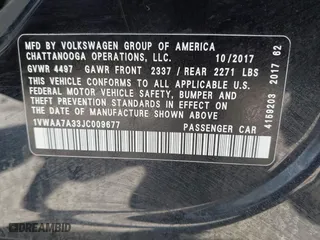 MFD BY VOLKSWAGEN GROUP OF AMERICA
CHATTANOOGA OPERATIONS, LLC. 10/2017
GVWR 4497 GAWR FRONT 2337 / REAR 2271 LBS
THIS VEHICLE CONFORMS TO ALL APPLICABLE
FEDERAL MOTOR VEHICLE SAFETY, BUMPER AND
THEFT PREVENTION STANDARDS IN EFFECT ON THE
DATE OF MANUFACTURE SHOWN ABOVE.
1VWAA7A33JC009677 PASSENGER CAR
4159203 2017 62